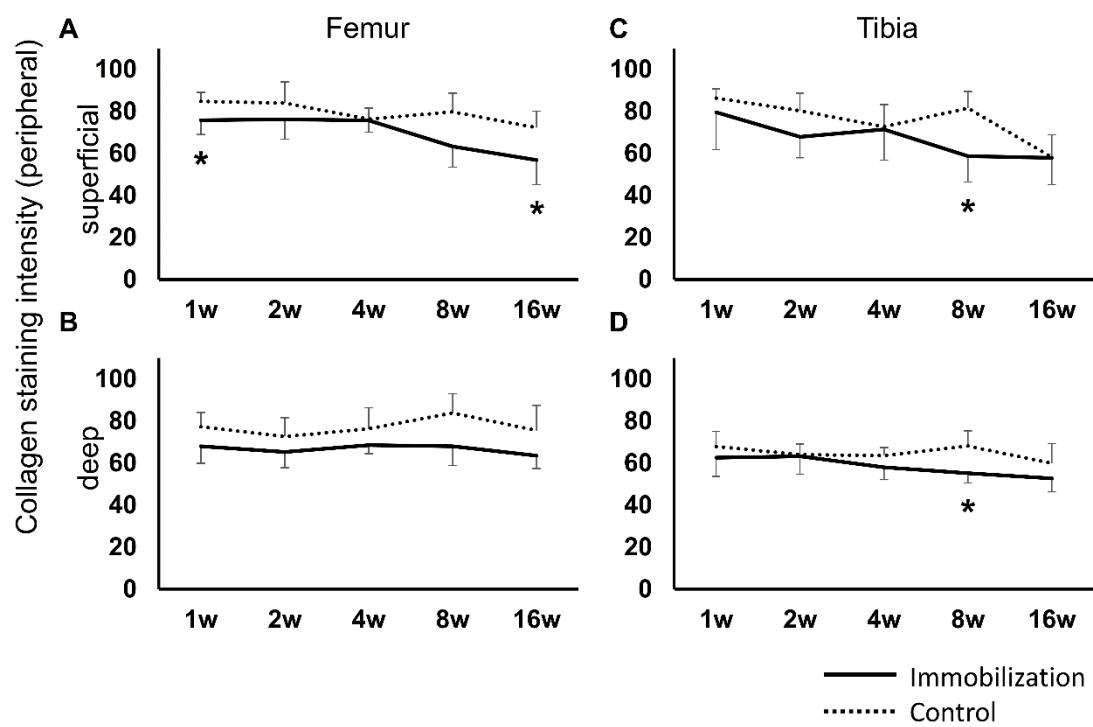 A Femur
C Tibia
Collagen staining intensity (peripheral)
superficial
100
80
60
40
20
0
*
*
1w 2w 4w 8w 16w
100
80
60
40
20
0
*
1w 2w 4w 8w 16w
B
deep
100
80
60
40
20
0
1w 2w 4w 8w 16w
D
100
80
60
40
20
0
*
1w 2w 4w 8w 16w
Immobilization
Control